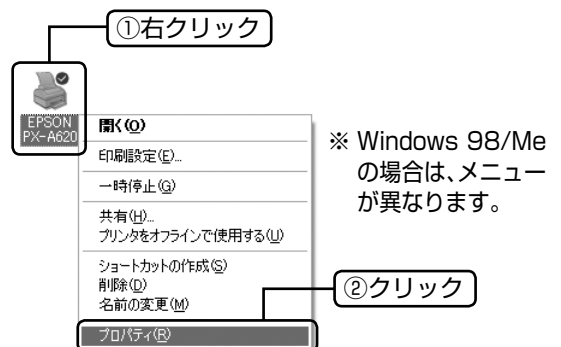 ①右クリック
EPSON
PX-A620
開く(O)
印刷設定(E)...
一時停止(G)
共有(H)...
プリンタをオフラインで使用する(U)
ショートカットの作成(S)
削除(D)
名前の変更(M)
プロパティ(R)
※ Windows 98/Me
の場合は、メニュー
が異なります。
②クリック